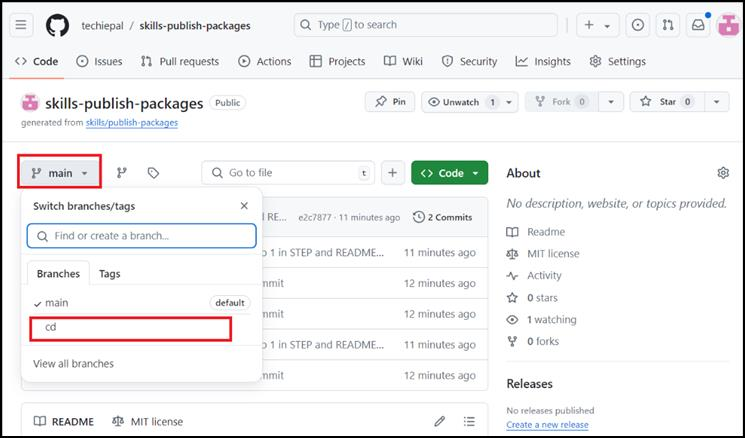 techiepal / skills-publish-packages
Type / to search
Code Issues Pull requests Actions Projects Wiki Security Insights Settings
skills-publish-packages Public
generated from skills/publish-packages
Pin Unwatch 1 Fork 0 Star 0
main
Go to file t
Code
Switch branches/tags
Find or create a branch...
Branches Tags
main default
cd
View all branches
e2c7877 · 11 minutes ago 2 Commits
1 in STEP and README... 11 minutes ago
12 minutes ago
12 minutes ago
1 in STEP and README... 11 minutes ago
12 minutes ago
README MIT license
About
No description, website, or topics provided.
Readme
MIT license
Activity
0 stars
1 watching
0 forks
Releases
No releases published
Create a new release